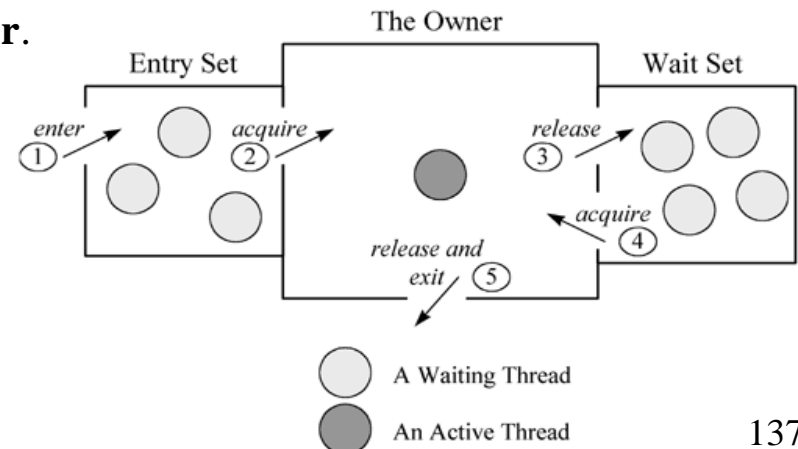 r.
The Owner
Entry Set
Wait Set
enter
1
acquire
2
release
3
acquire
4
release and
exit
5
A Waiting Thread
An Active Thread
137